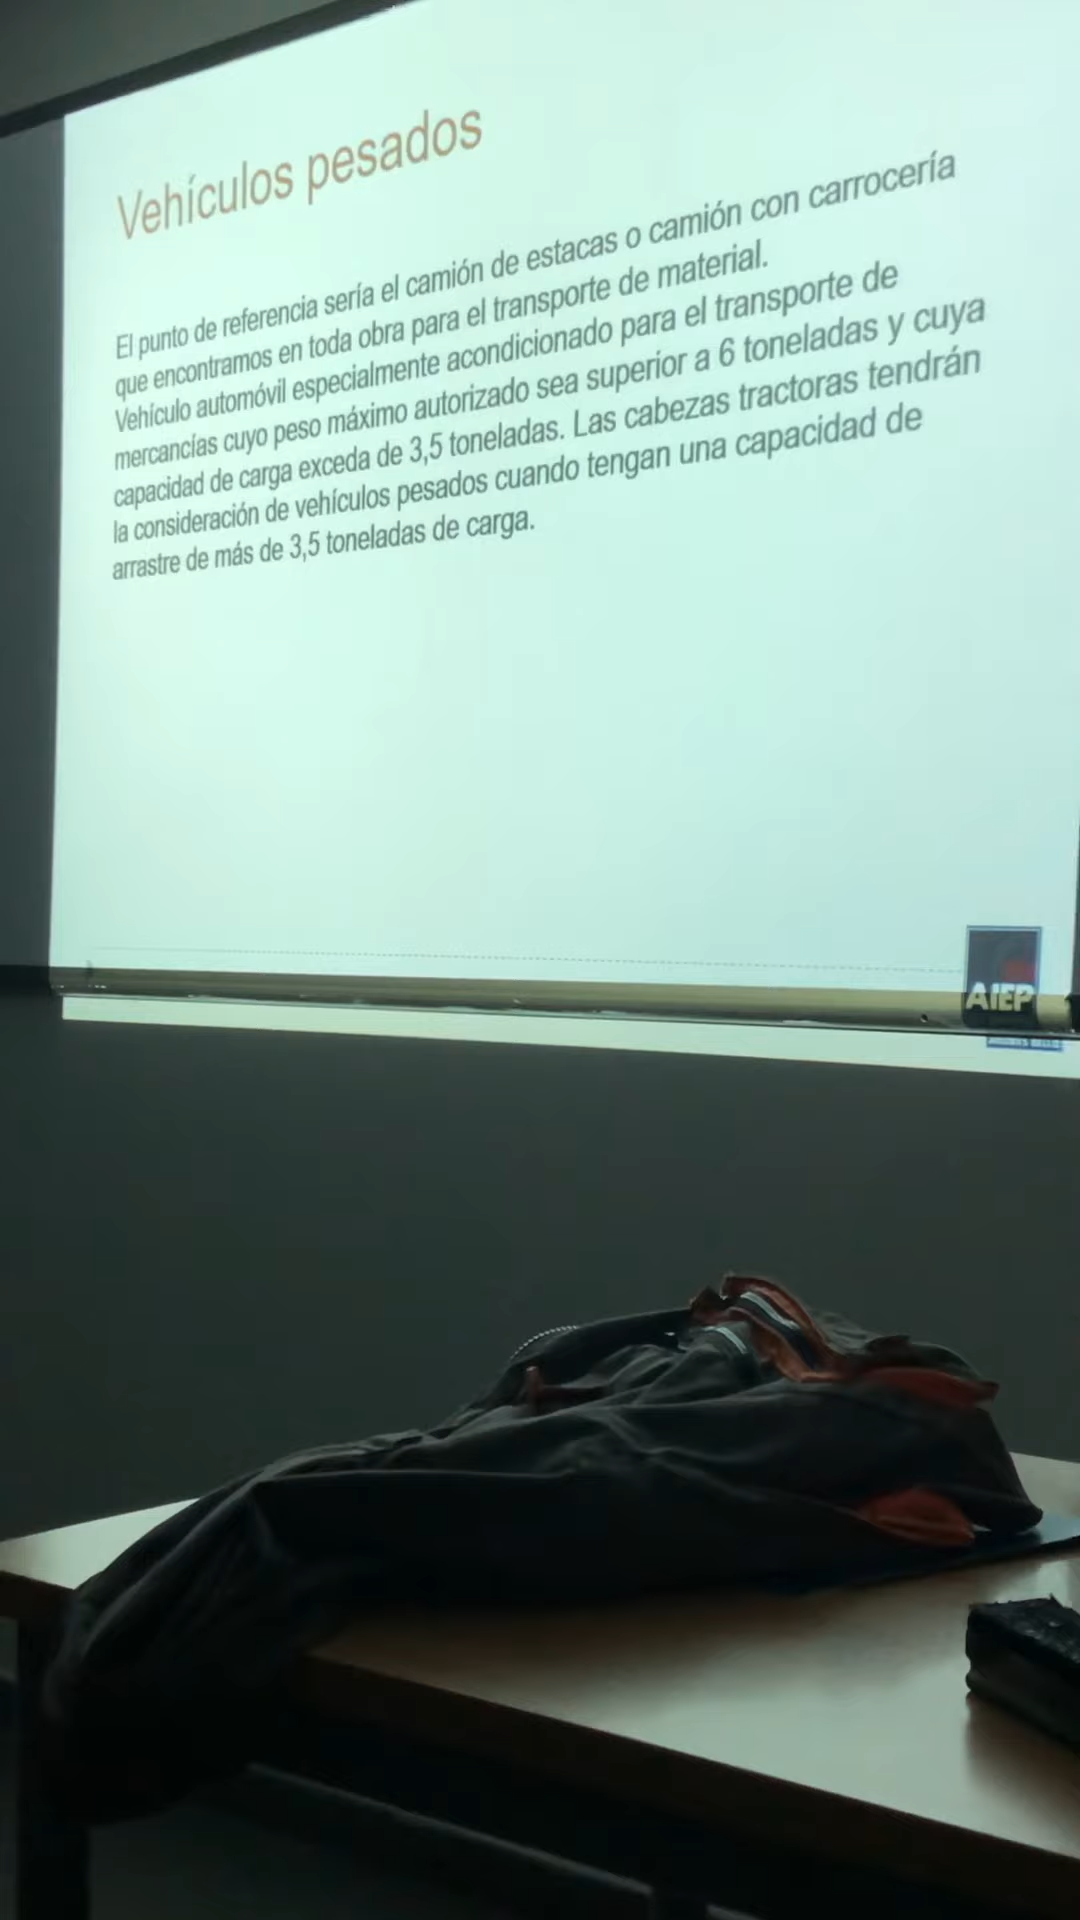 Vehículos pesados
El punto de referencia sería el camión de estacas o camión con carrocería
que encontramos en toda obra para el transporte de material.
Vehículo automóvil especialmente acondicionado para el transporte de
mercancías cuyo peso máximo autorizado sea superior a 6 toneladas y cuya
capacidad de carga exceda de 3,5 toneladas. Las cabezas tractoras tendrán
la consideración de vehículos pesados cuando tengan una capacidad de
arrastre de más de 3,5 toneladas de carga.
AIEP